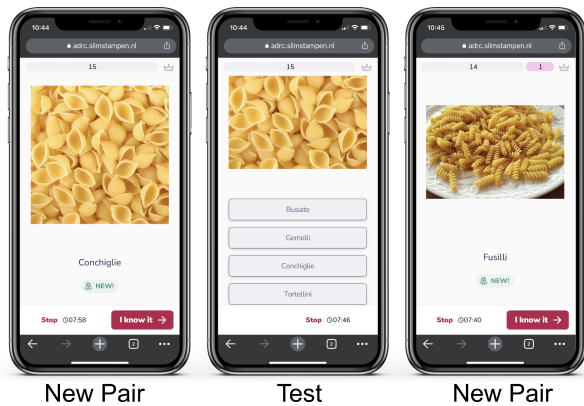 10:44
adrc.slimstampen.nl
15
Conchiglie
NEW!
Stop 07:58 I know it →
2
New Pair
10:44
adrc.slimstampen.nl
15
Busiate
Gemelli
Conchiglie
Tortellini
Stop 07:46
2
Test
10:45
adrc.slimstampen.nl
14 1
Fusilli
NEW!
Stop 07:40 I know it →
2
New Pair